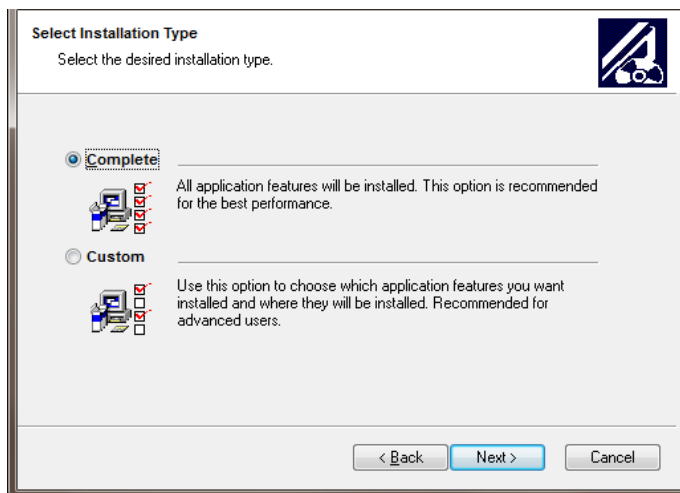 Select Installation Type
Select the desired installation type.
Complete
All application features will be installed. This option is recommended
for the best performance.
Custom
Use this option to choose which application features you want
installed and where they will be installed. Recommended for
advanced users.
< Back
Next >
Cancel